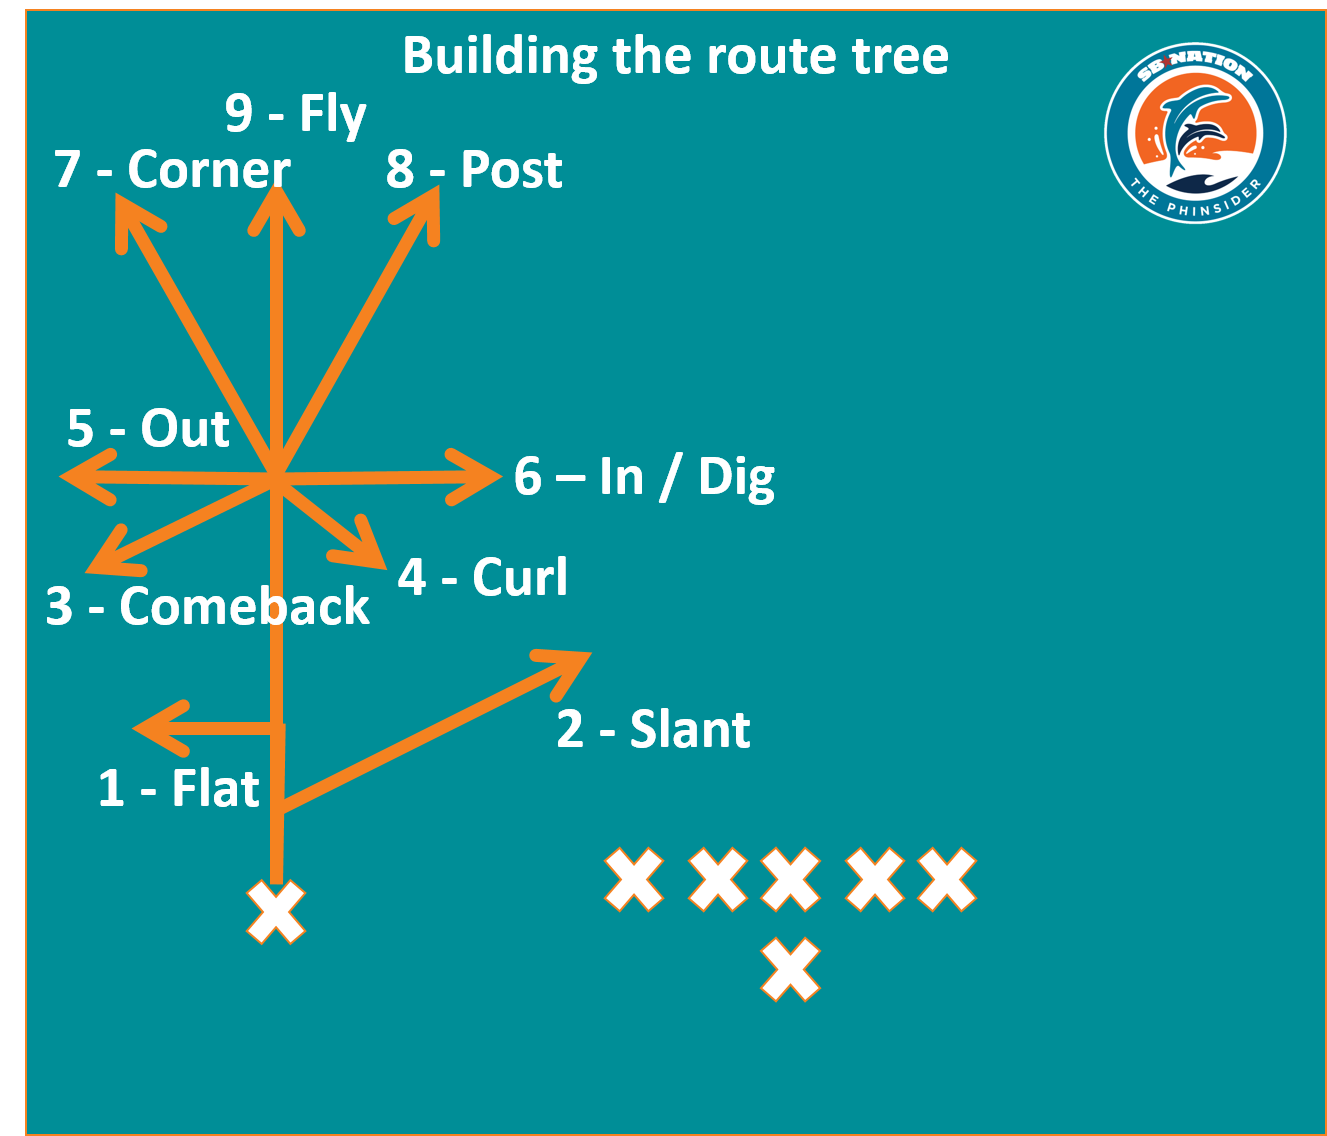 Building the route tree
SB★NATION
THE PHINSIDER
9 - Fly
7 - Corner
8 - Post
5 - Out
6 – In / Dig
4 - Curl
3 - Comeback
2 - Slant
1 - Flat